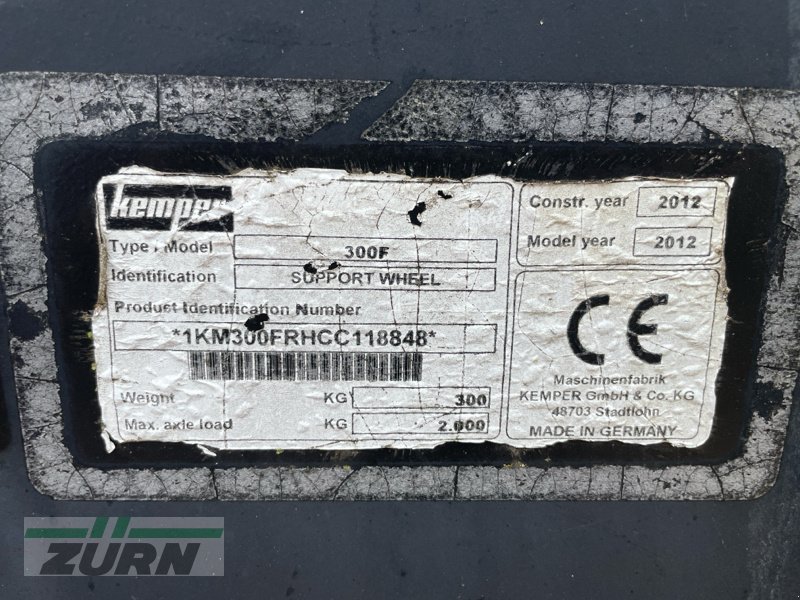 kemper
Type / Model 300F
Identification SUPPORT WHEEL
Product Identification Number
*1KM300FRHCC118848*
Weight KG 300
Max. axle load KG 2.000
Constr. year 2012
Model year 2012
CE
Maschinenfabrik
KEMPER GmbH & Co. KG
48703 Stadtlohn
MADE IN GERMANY
ZÜRN